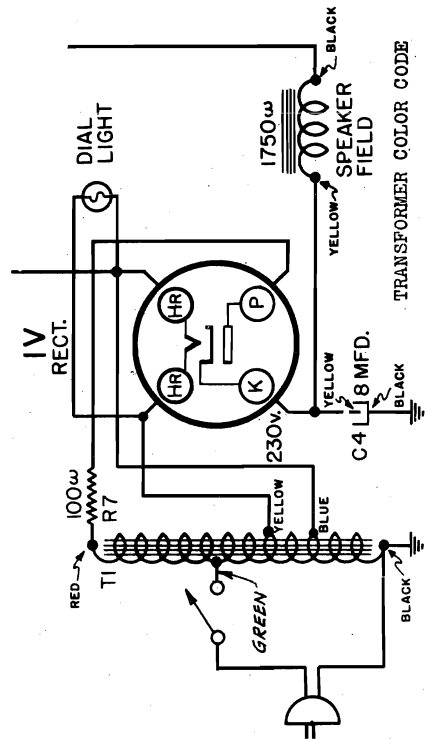 DIAL
LIGHT
1V
RECT.
HR
HR
K
P
100ω
R7
RED
T1
YELLOW
BLUE
GREEN
BLACK
230V.
YELLOW
C4
8 MFD.
BLACK
1750ω
BLACK
YELLOW
SPEAKER
FIELD
TRANSFORMER COLOR CODE